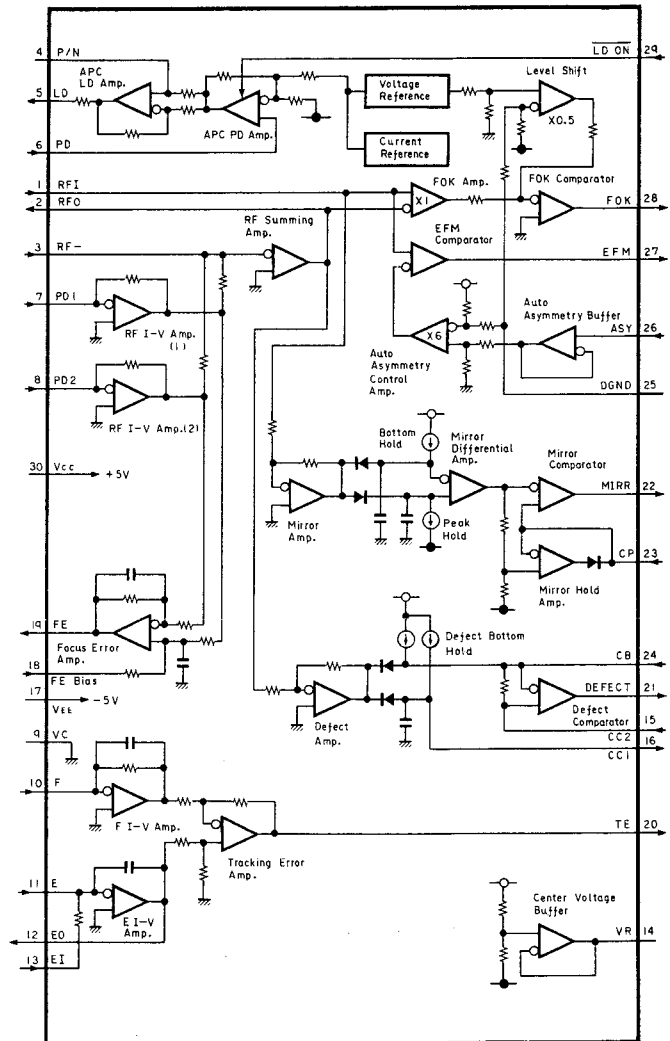 4 P/N
APC
LD Amp.
5 LD
6 PD
APC PD Amp.
Voltage
Reference
Current
Reference
LD ON 29
Level Shift
X0.5
1 RFI
2 RFO
FOK Amp.
X1
FOK Comparator
FOK 28
RF Summing
Amp.
3 RF-
EFM
Comparator
EFM 27
7 PD1
RF I-V Amp.
(1)
Auto
Asymmetry Buffer
ASY 26
X6
Auto
Asymmetry
Control
Amp.
DGND 25
8 PD2
RF I-V Amp.(2)
30 Vcc +5V
Bottom
Hold
Mirror
Differential
Amp.
Mirror
Comparator
MIRR 22
Mirror
Amp.
Peak
Hold
CP 23
Mirror Hold
Amp.
19 FE
Focus Error
Amp.
18
FE Bias
17
VEE -5V
Defect Bottom
Hold
CB 24
DEFECT 21
Defect
Comparator
15
CC2
16
CC1
Defect
Amp.
9 VC
10 F
F I-V Amp.
TE 20
Tracking Error
Amp.
11 E
E I-V
Amp.
12 EO
13 EI
Center Voltage
Buffer
VR 14